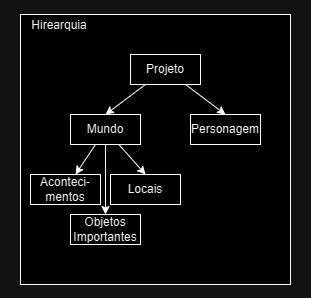 Hirearquia
Projeto
Mundo
Personagem
Aconteci-
mentos
Locais
Objetos
Importantes